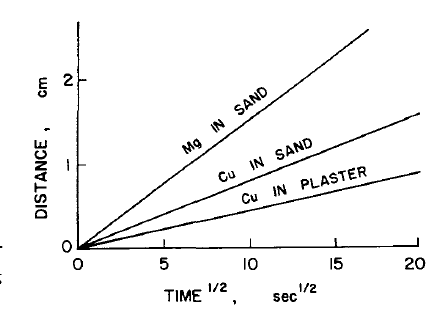 DISTANCE, cm
2
1
0
Mg IN SAND
Cu IN SAND
Cu IN PLASTER
0 5 10 15 20
TIME 1/2, sec 1/2